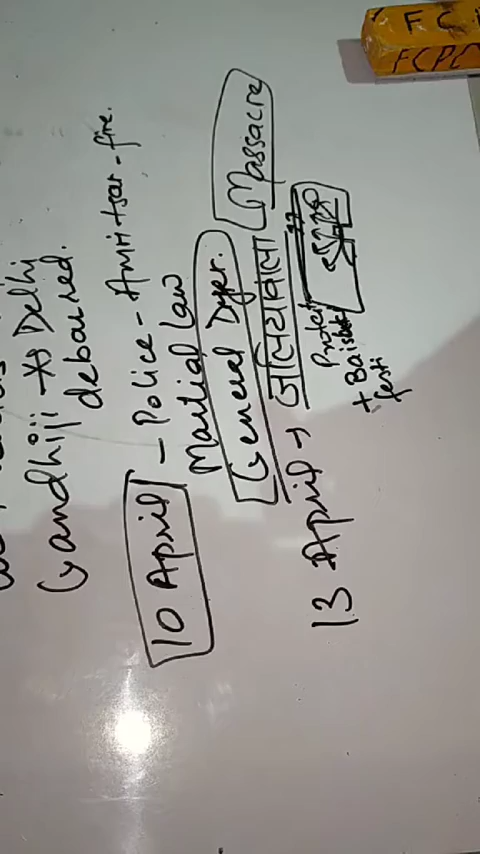 Gandhiji → Delhi
debarred.
10 April - Police - Amritsar - fire.
Martial Law
General Dyer.
13 April → जलियांवाला Massacre
Protest
+ Baisakhi
festi
FC
FCPC